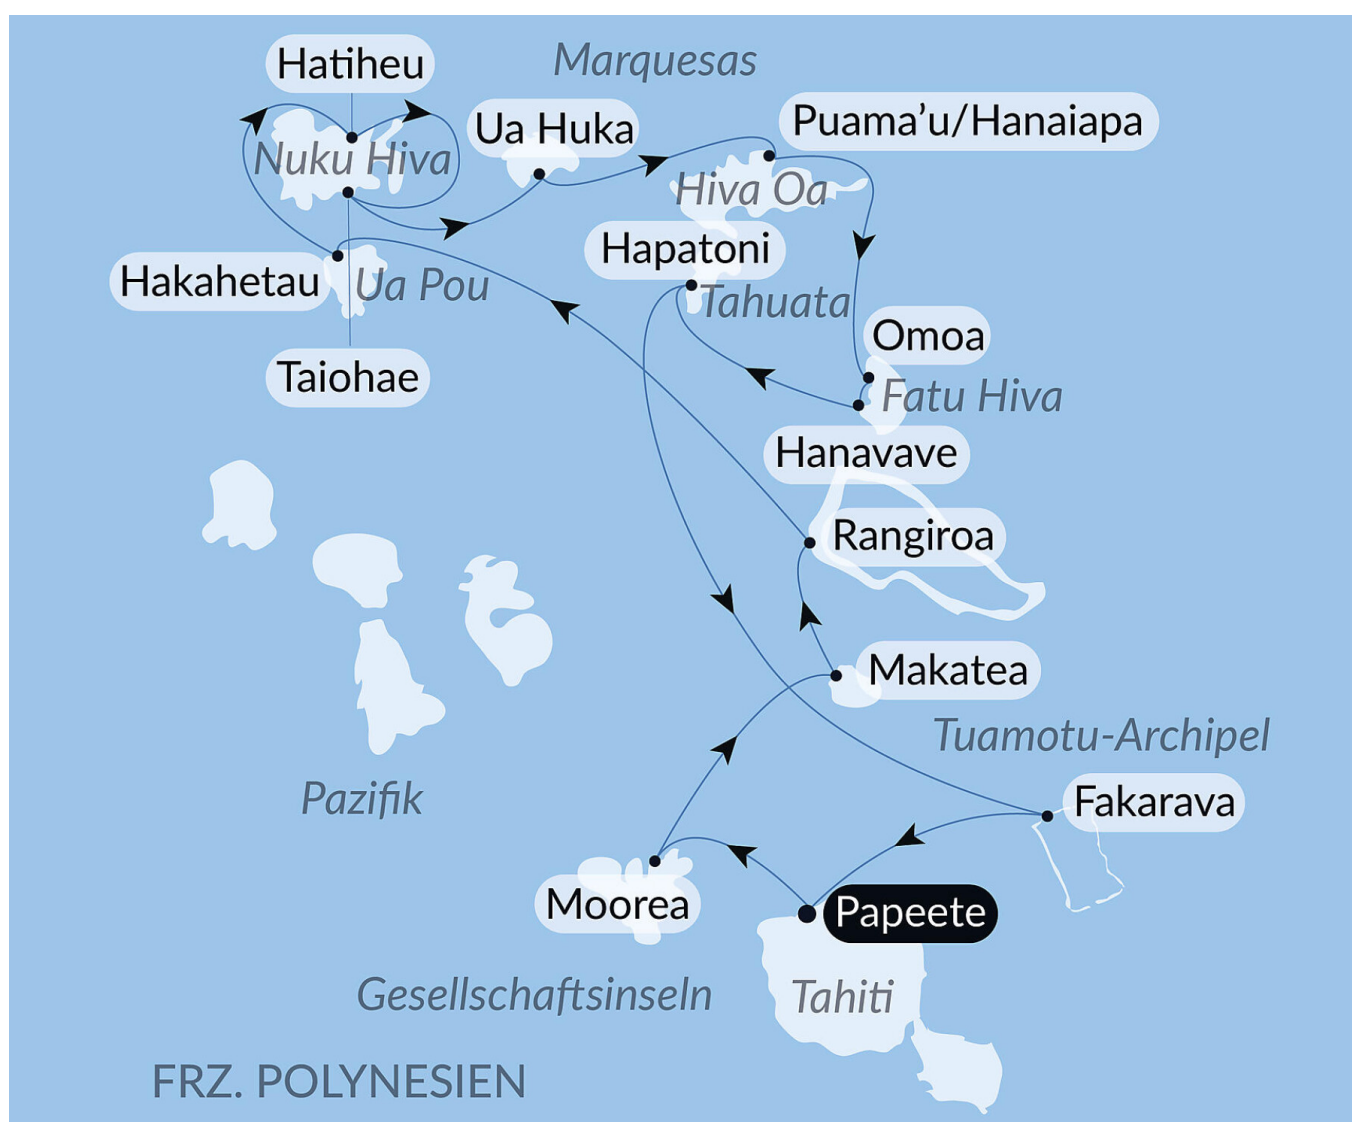 Hatiheu
Marquesas
Ua Huka
Puama’u/Hanaiapa
Nuku Hiva
Hiva Oa
Hapatoni
Hakahetau
Ua Pou
Tahuata
Omoa
Taiohae
Fatu Hiva
Hanavave
Rangiroa
Makatea
Tuamotu-Archipel
Pazifik
Fakarava
Moorea
Papeete
Gesellschaftsinseln
Tahiti
FRZ. POLYNESIEN